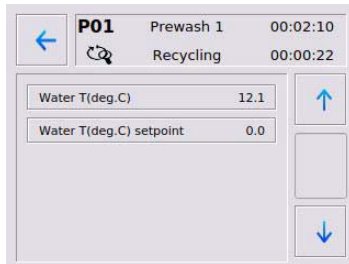 P01 Prewash 1 00:02:10
Recycling 00:00:22
Water T(deg.C) 12.1
Water T(deg.C) setpoint 0.0